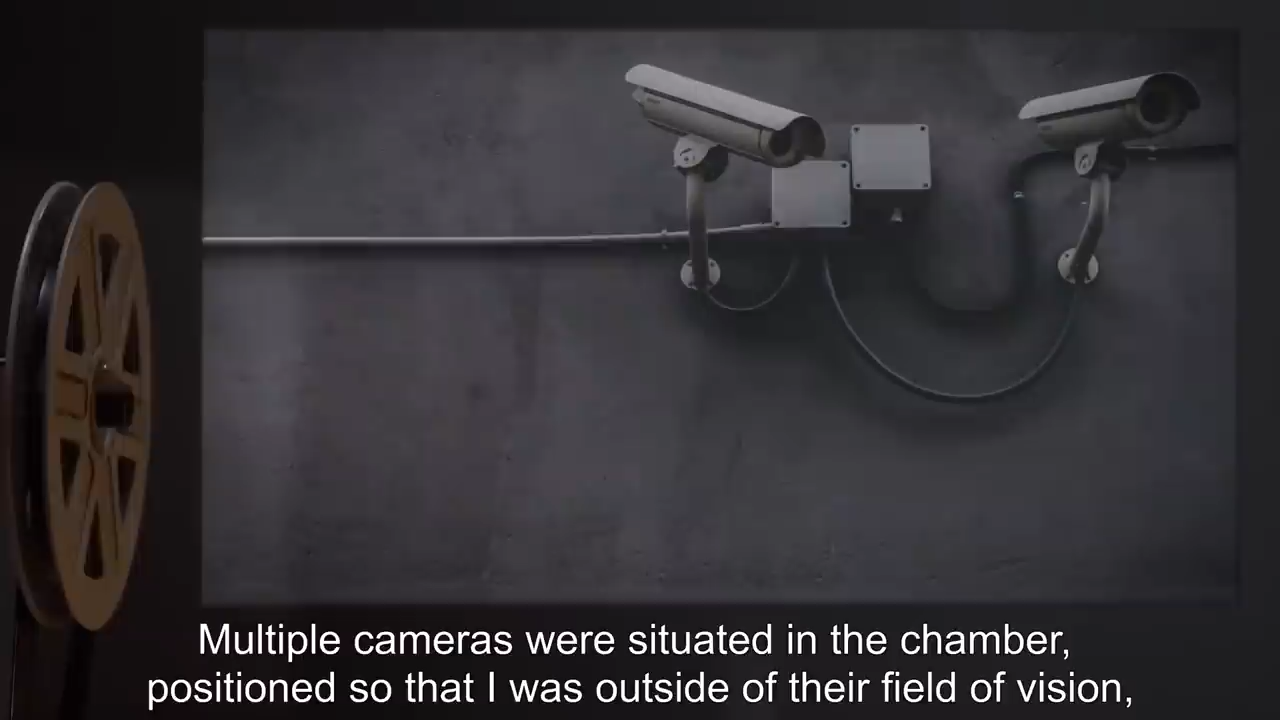 Multiple cameras were situated in the chamber,
positioned so that I was outside of their field of vision,